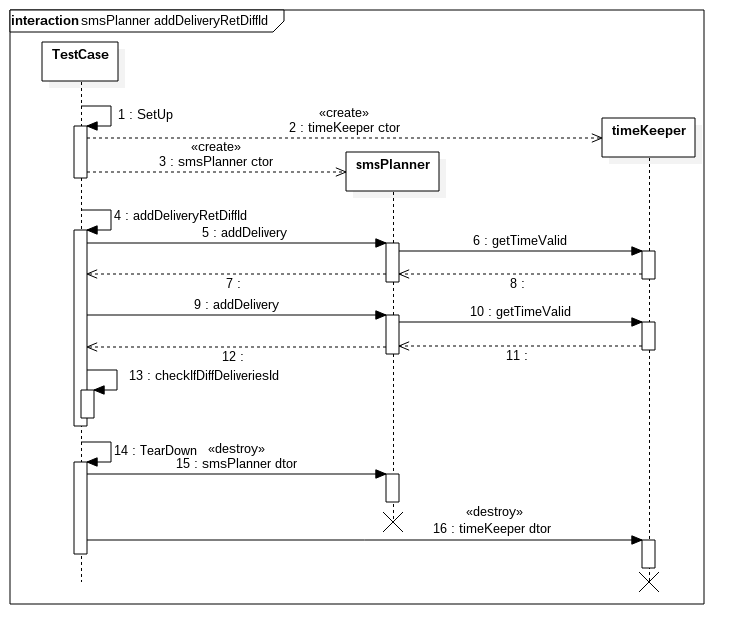 interaction smsPlanner addDeliveryRetDiffId
TestCase
1 : SetUp
«create»
2 : timeKeeper ctor
timeKeeper
«create»
3 : smsPlanner ctor
smsPlanner
4 : addDeliveryRetDiffId
5 : addDelivery
6 : getTimeValid
7 :
8 :
9 : addDelivery
10 : getTimeValid
12 :
11 :
13 : checkIfDiffDeliveriesId
14 : TearDown
«destroy»
15 : smsPlanner dtor
«destroy»
16 : timeKeeper dtor